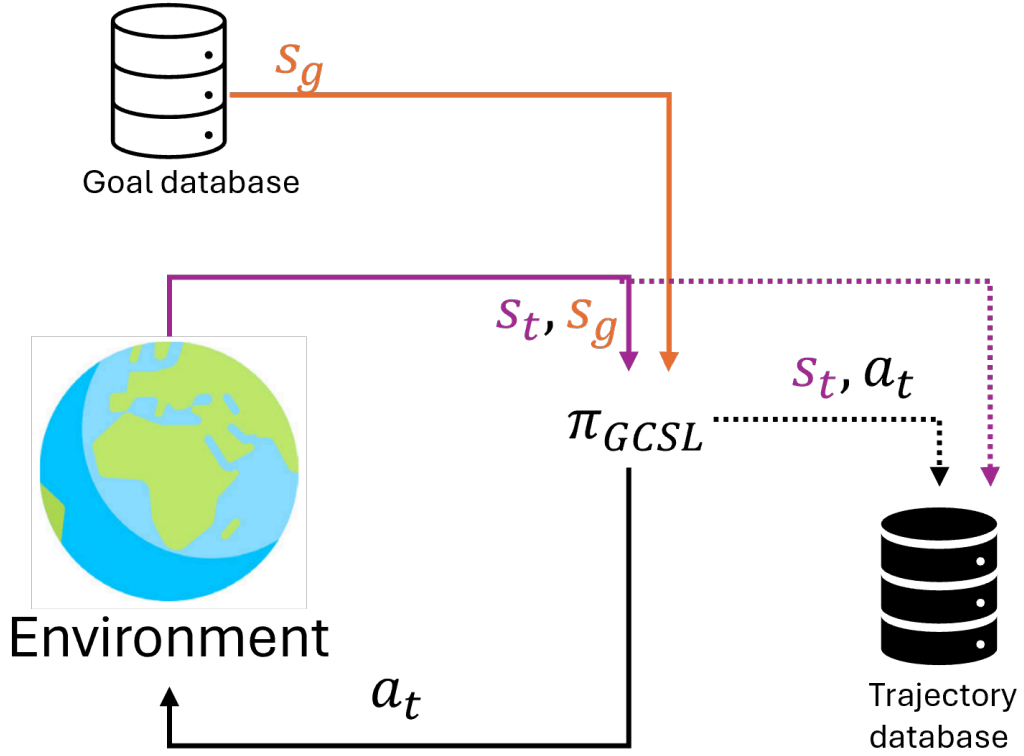 s_g
Goal database
s_t, s_g
s_t, a_t
π_GCSL
Environment
a_t
Trajectory
database